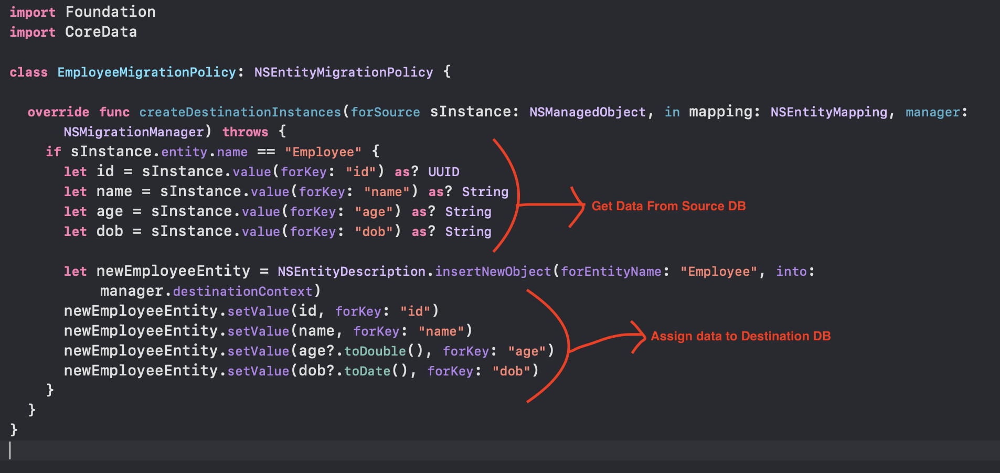 import Foundation
import CoreData
class EmployeeMigrationPolicy: NSEntityMigrationPolicy {
override func createDestinationInstances(forSource sInstance: NSManagedObject, in mapping: NSEntityMapping, manager:
NSMigrationManager) throws {
if sInstance.entity.name == "Employee" {
let id = sInstance.value(forKey: "id") as? UUID
let name = sInstance.value(forKey: "name") as? String
let age = sInstance.value(forKey: "age") as? String
let dob = sInstance.value(forKey: "dob") as? String
Get Data From Source DB
let newEmployeeEntity = NSEntityDescription.insertNewObject(forEntityName: "Employee", into:
manager.destinationContext)
newEmployeeEntity.setValue(id, forKey: "id")
newEmployeeEntity.setValue(name, forKey: "name")
newEmployeeEntity.setValue(age?.toDouble(), forKey: "age")
newEmployeeEntity.setValue(dob?.toDate(), forKey: "dob")
Assign data to Destination DB
}
}
}